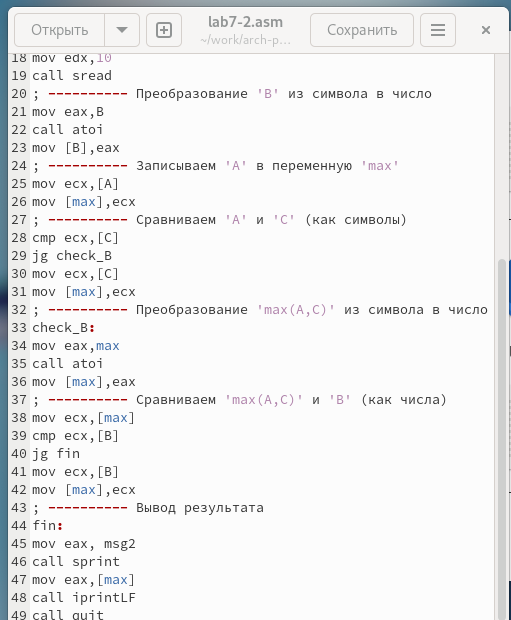 Открыть
lab7-2.asm
~/work/arch-p...
Сохранить
18 mov edx,10
19 call sread
20 ; ---------- Преобразование 'B' из символа в число
21 mov eax,B
22 call atoi
23 mov [B],eax
24 ; ---------- Записываем 'A' в переменную 'max'
25 mov ecx,[A]
26 mov [max],ecx
27 ; ---------- Сравниваем 'A' и 'C' (как символы)
28 cmp ecx,[C]
29 jg check_B
30 mov ecx,[C]
31 mov [max],ecx
32 ; ---------- Преобразование 'max(A,C)' из символа в число
33 check_B:
34 mov eax,max
35 call atoi
36 mov [max],eax
37 ; ---------- Сравниваем 'max(A,C)' и 'B' (как числа)
38 mov ecx,[max]
39 cmp ecx,[B]
40 jg fin
41 mov ecx,[B]
42 mov [max],ecx
43 ; ---------- Вывод результата
44 fin:
45 mov eax, msg2
46 call sprint
47 mov eax,[max]
48 call iprintLF
49 call quit